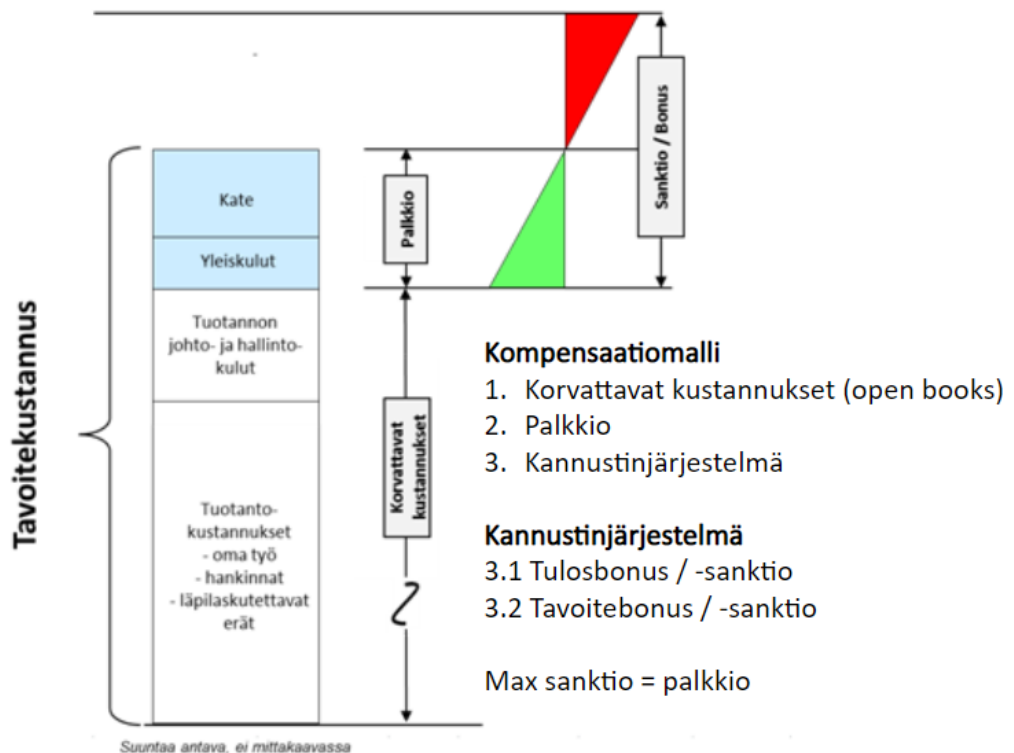 Tavoitekustannus
Kate
Yleiskulut
Tuotannon
johto- ja hallinto-
kulut
Tuotanto-
kustannukset
- oma työ
- hankinnat
- läpilaskutettavat
erät
Palkkio
Korvattavat
kustannukset
Sanktio / Bonus
Kompensaatiomalli
1. Korvattavat kustannukset (open books)
2. Palkkio
3. Kannustinjärjestelmä
Kannustinjärjestelmä
3.1 Tulosbonus / -sanktio
3.2 Tavoitebonus / -sanktio
Max sanktio = palkkio
Suuntaa antava, ei mittakaavassa